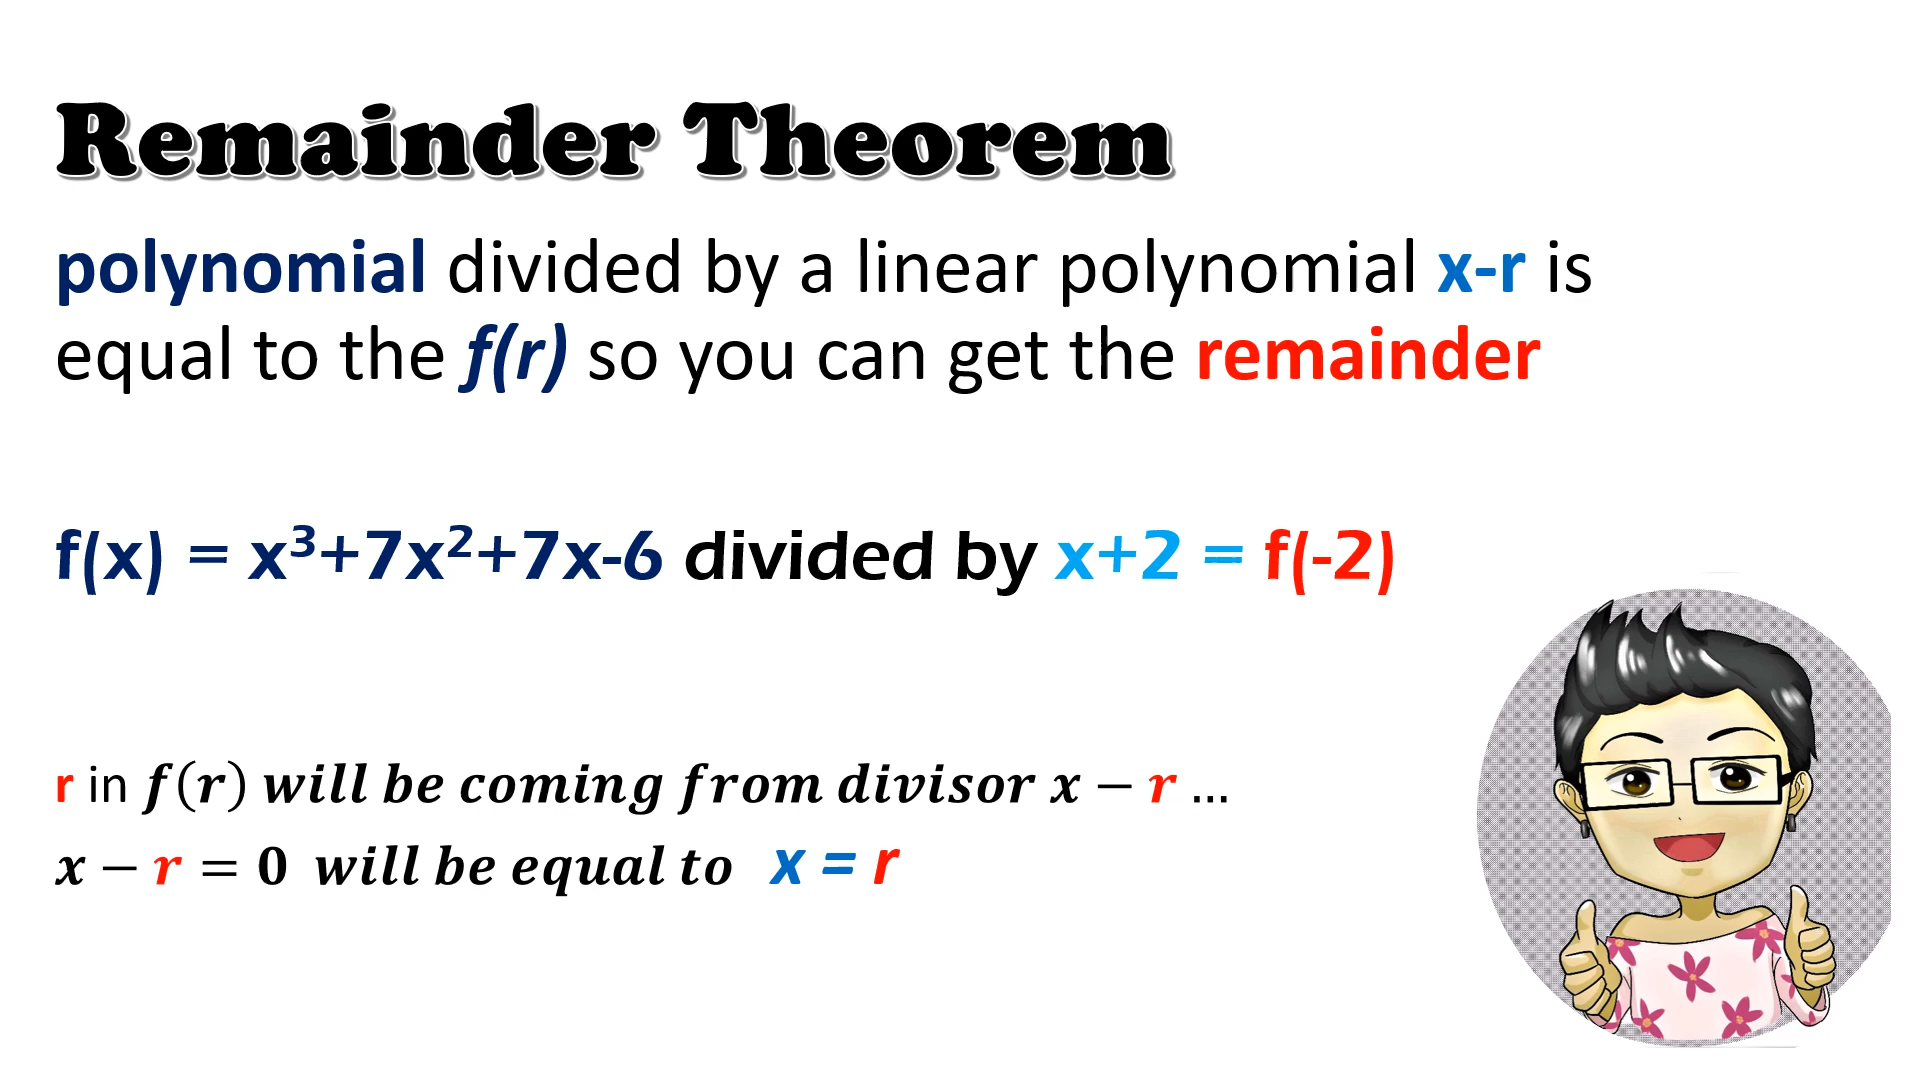 Remainder Theorem
polynomial divided by a linear polynomial x-r is
equal to the f(r) so you can get the remainder
f(x) = x³+7x²+7x-6 divided by x+2 = f(-2)
r in f(r) will be coming from divisor x − r ...
x − r = 0 will be equal to x = r